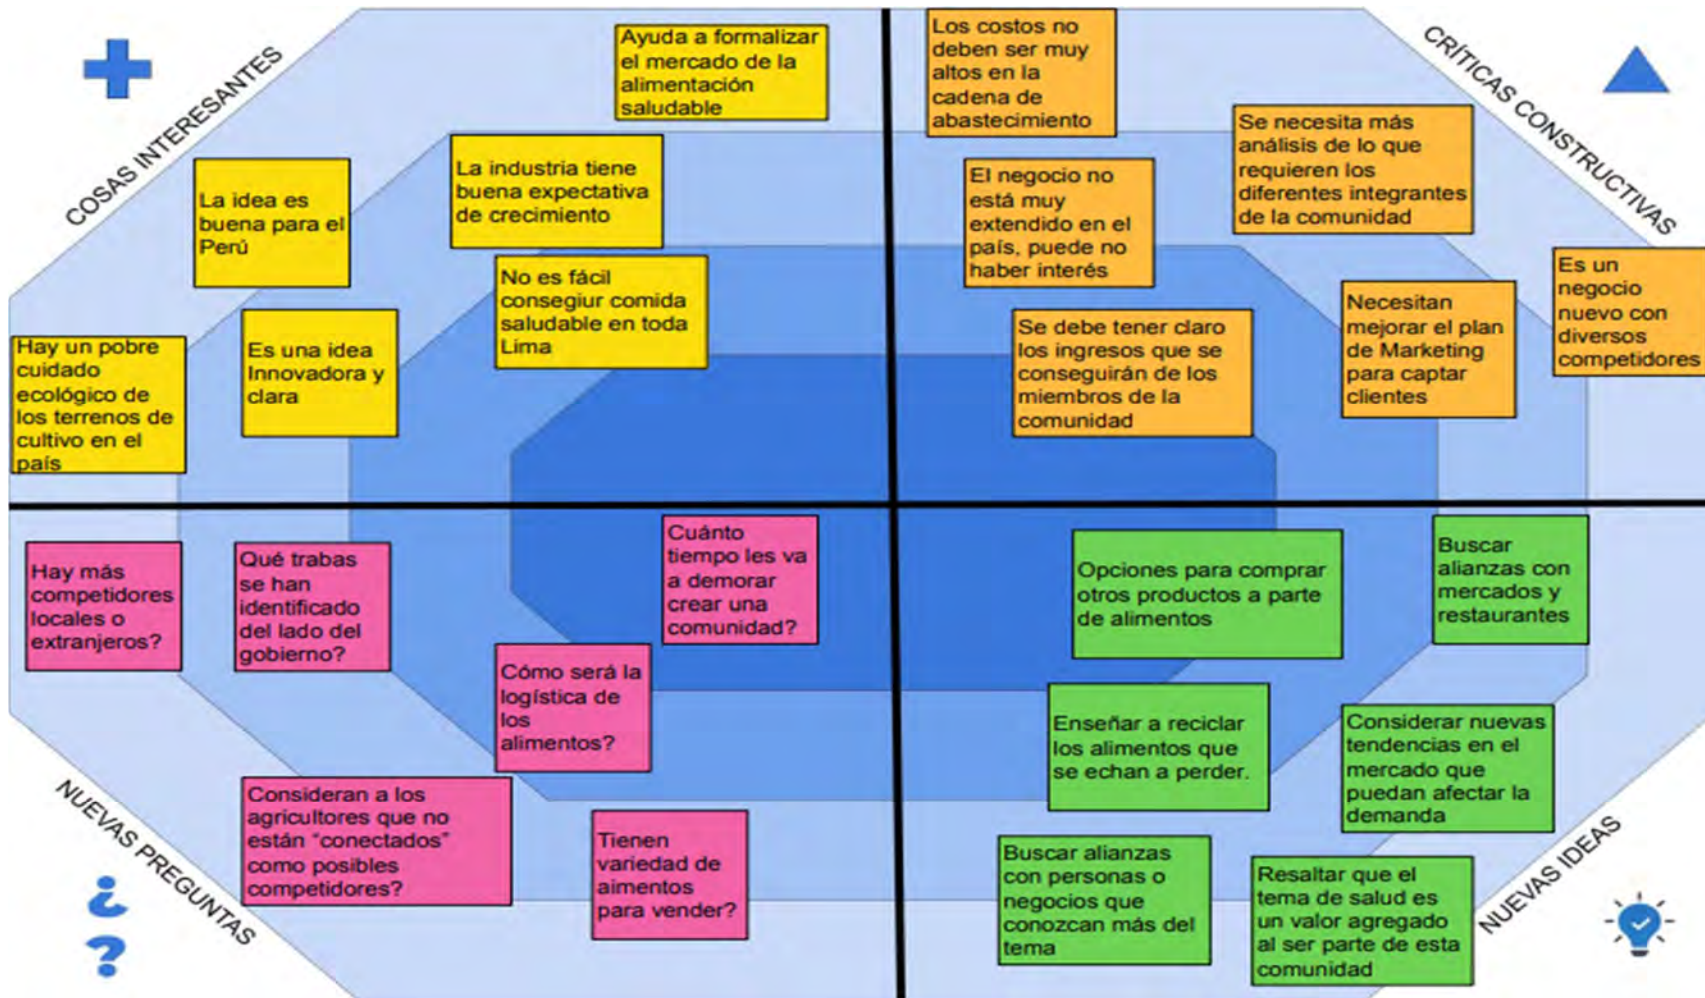 COSAS INTERESANTES
Ayuda a formalizar
el mercado de la
alimentación
saludable
La idea es
buena para el
Perú
La industria tiene
buena expectativa
de crecimiento
No es fácil
consegiur comida
saludable en toda
Lima
Hay un pobre
cuidado
ecológico de
los terrenos de
cultivo en el
país
Es una idea
Innovadora y
clara
CRÍTICAS CONSTRUCTIVAS
Los costos no
deben ser muy
altos en la
cadena de
abastecimiento
Se necesita más
análisis de lo que
requieren los
diferentes integrantes
de la comunidad
El negocio no
está muy
extendido en el
país, puede no
haber interés
Es un
negocio
nuevo con
diversos
competidores
Se debe tener claro
los ingresos que se
conseguirán de los
miembros de la
comunidad
Necesitan
mejorar el plan
de Marketing
para captar
clientes
NUEVAS PREGUNTAS
Hay más
competidores
locales o
extranjeros?
Qué trabas
se han
identificado
del lado del
gobierno?
Cuánto
tiempo les va
a demorar
crear una
comunidad?
Cómo será la
logística de
los
alimentos?
Consideran a los
agricultores que no
están “conectados”
como posibles
competidores?
Tienen
variedad de
aimentos
para vender?
¿
?
NUEVAS IDEAS
Opciones para comprar
otros productos a parte
de alimentos
Buscar
alianzas con
mercados y
restaurantes
Enseñar a reciclar
los alimentos que
se echan a perder.
Considerar nuevas
tendencias en el
mercado que
puedan afectar la
demanda
Buscar alianzas
con personas o
negocios que
conozcan más del
tema
Resaltar que el
tema de salud es
un valor agregado
al ser parte de esta
comunidad